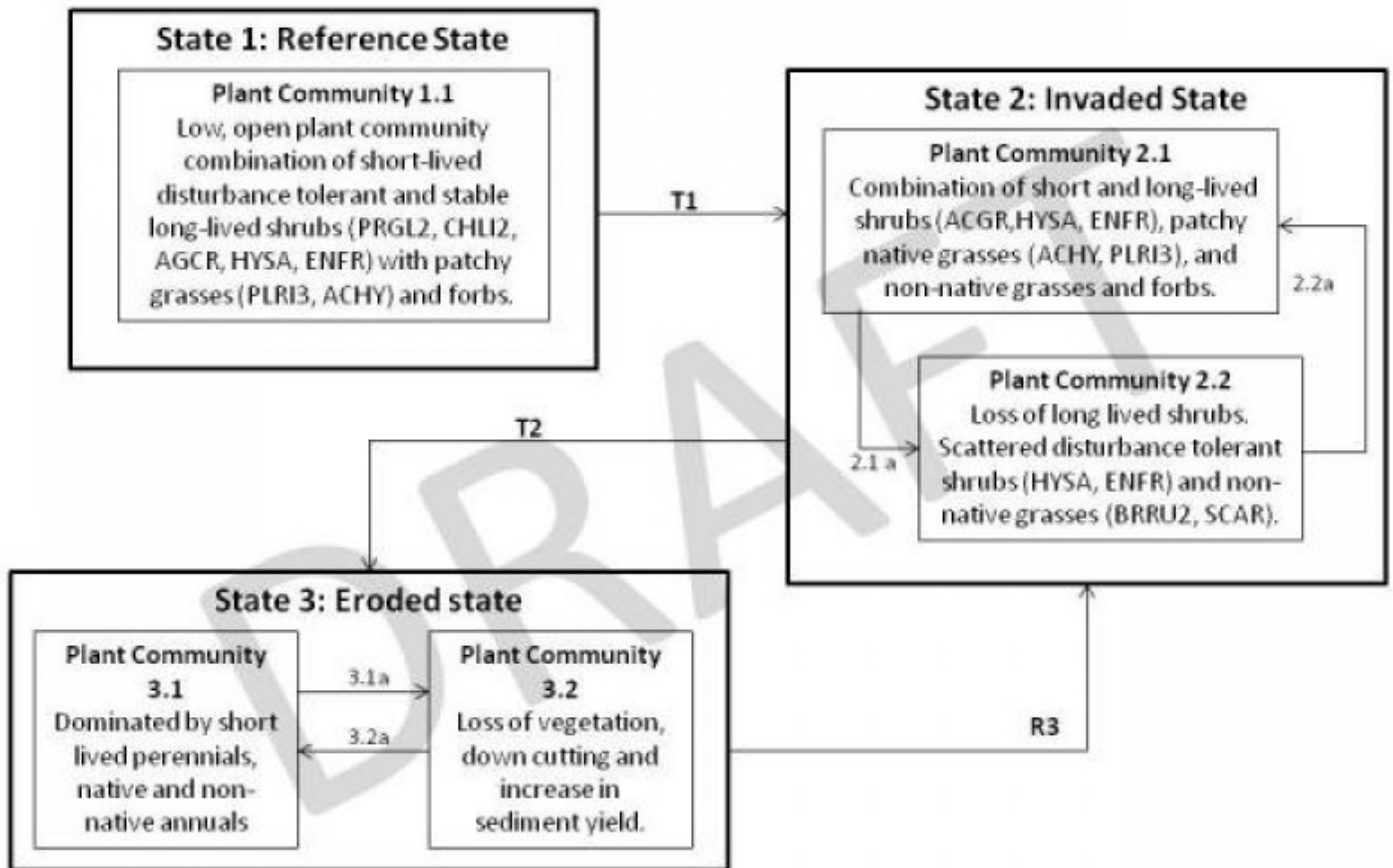 State 1: Reference State
Plant Community 1.1
Low, open plant community
combination of short-lived
disturbance tolerant and stable
long-lived shrubs (PRGL2, CHLI2,
AGCR, HYSA, ENFR) with patchy
grasses (PLRI3, ACHY) and forbs.
T1
State 2: Invaded State
Plant Community 2.1
Combination of short and long-lived
shrubs (ACGR,HYSA, ENFR), patchy
native grasses (ACHY, PLRI3), and
non-native grasses and forbs.
2.2a
2.1 a
Plant Community 2.2
Loss of long lived shrubs.
Scattered disturbance tolerant
shrubs (HYSA, ENFR) and non-
native grasses (BRRU2, SCAR).
T2
State 3: Eroded state
Plant Community
3.1
Dominated by short
lived perennials,
native and non-
native annuals
3.1a
3.2a
Plant Community
3.2
Loss of vegetation,
down cutting and
increase in
sediment yield.
R3
DRAFT